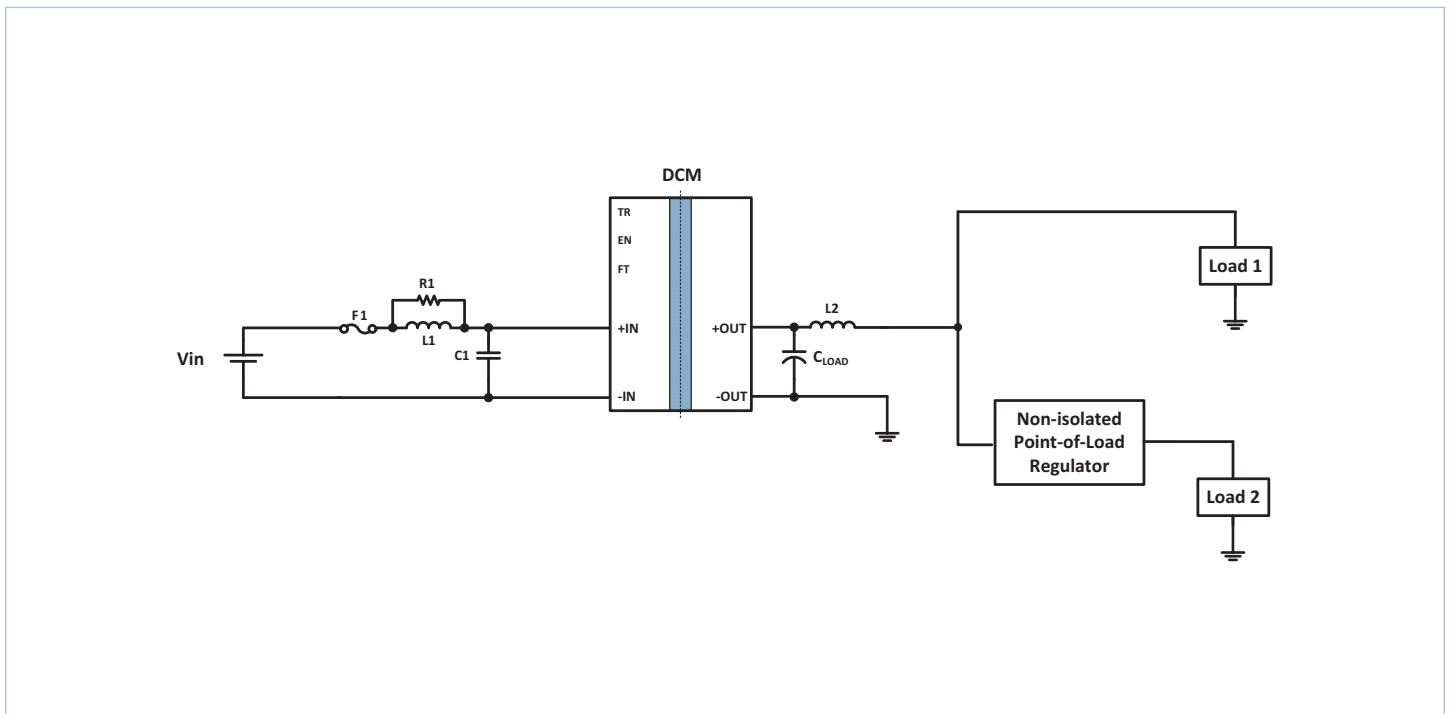 DCM
TR
EN
FT
R1
F1
L1
C1
Vin
+IN
-IN
+OUT
-OUT
L2
CLOAD
Load 1
Non-isolated
Point-of-Load
Regulator
Load 2